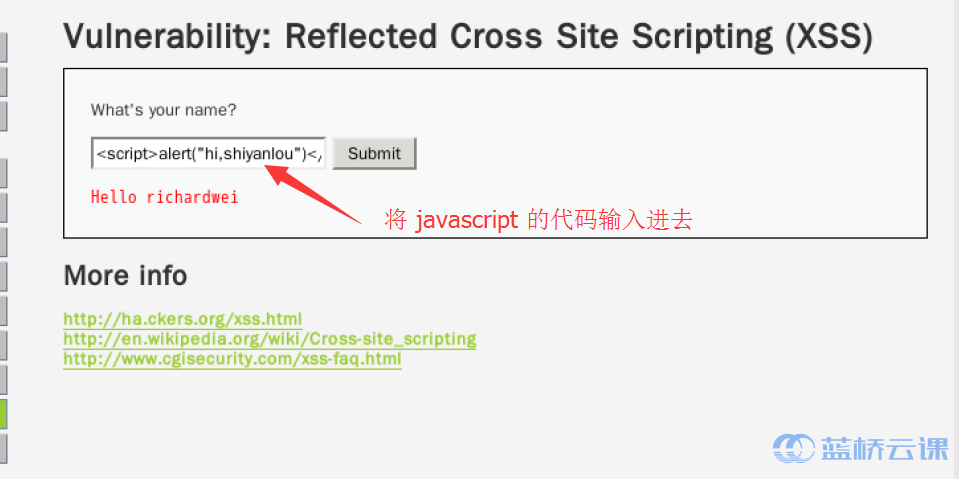 Vulnerability: Reflected Cross Site Scripting (XSS)
What's your name?
<script>alert("hi,shiyanlou")</ Submit
Hello richardwei
将 javascript 的代码输入进去
More info
http://ha.ckers.org/xss.html
http://en.wikipedia.org/wiki/Cross-site_scripting
http://www.cgisecurity.com/xss-faq.html
蓝桥云课